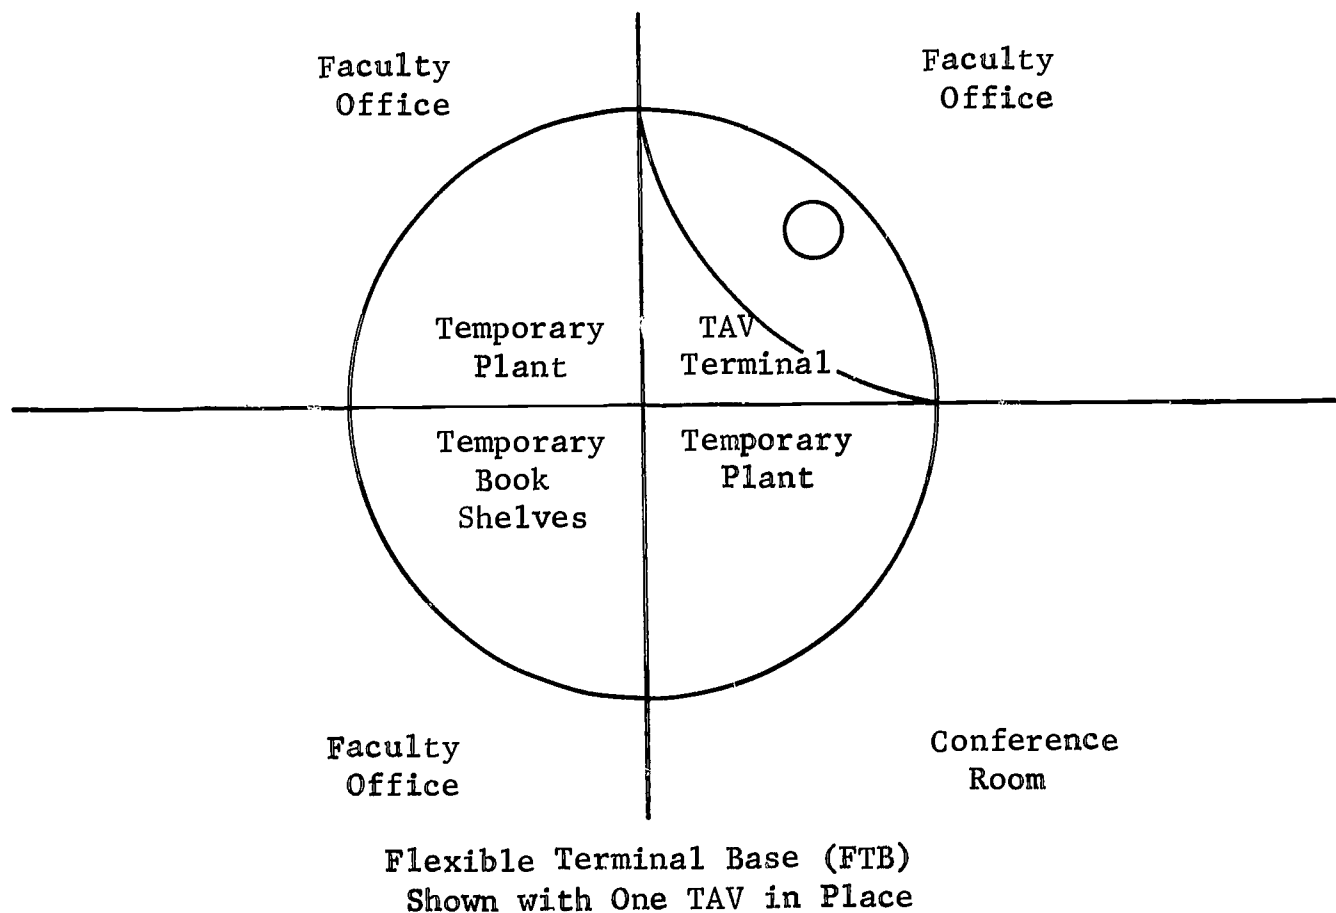 Faculty
Office
Faculty
Office
Temporary
Plant
TAV
Terminal
Temporary
Book
Shelves
Temporary
Plant
Faculty
Office
Conference
Room
Flexible Terminal Base (FTB)
Shown with One TAV in Place